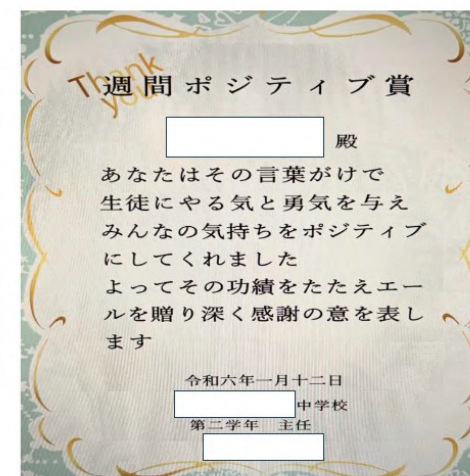 Thank
you
週間ポジティブ賞
殿
あなたはその言葉がけで
生徒にやる気と勇気を与え
みんなの気持ちをポジティブ
にしてくれました
よってその功績をたたえエー
ルを贈り深く感謝の意を表し
ます
令和六年一月十二日
中学校
第二学年 主任